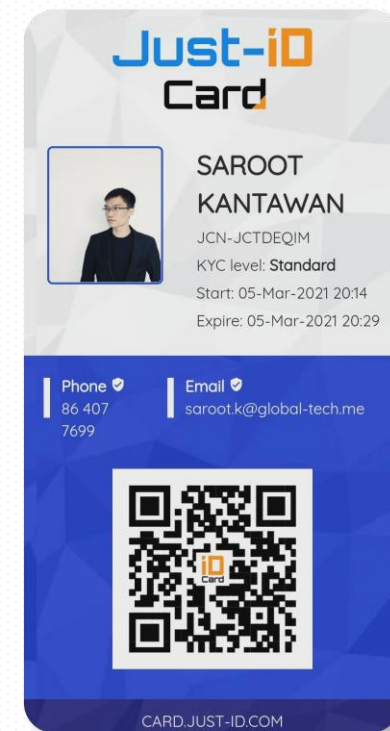 Just-iD
Card
SAROOT
KANTAWAN
JCN-JCTDEQIM
KYC level: Standard
Start: 05-Mar-2021 20:14
Expire: 05-Mar-2021 20:29
Phone
86 407
7699
Email
saroot.k@global-tech.me
iD
Card
CARD.JUST-ID.COM